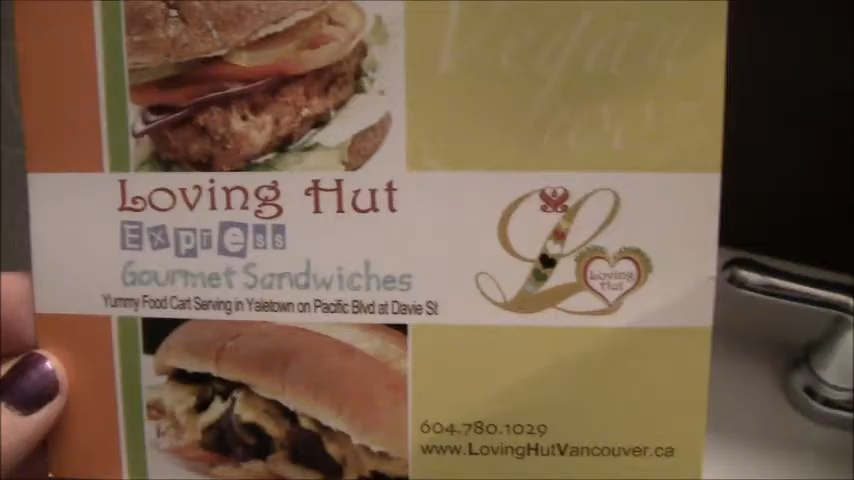 Vegan
Loving Hut
Express
Gourmet Sandwiches
Yummy Food Cart Serving in Yaletown on Pacific Blvd at Davie St
Loving
Hut
604.780.1029
www.LovingHutVancouver.ca